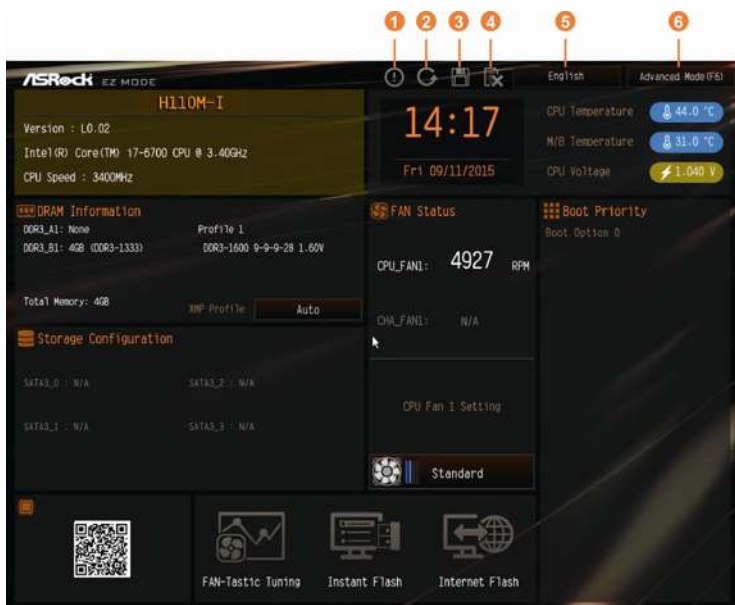 1 2 3 4 5 6
ASRock EZ MODE
English
Advanced Mode(F6)
H110M-I
Version : L0.02
Intel(R) Core(TM) i7-6700 CPU @ 3.40GHz
CPU Speed : 3400MHz
14:17
Fri 09/11/2015
CPU Temperature 44.0 °C
M/B Temperature 31.0 °C
CPU Voltage 1.040 V
DRAM Information
DDR3_A1: None
DDR3_B1: 4GB (DDR3-1333)
Profile 1
DDR3-1600 9-9-9-28 1.60V
Total Memory: 4GB
XMP Profile Auto
FAN Status
CPU_FAN1: 4927 RPM
CHA_FAN1: N/A
CPU Fan 1 Setting
Standard
Boot Priority
Boot Option 0
Storage Configuration
SATA3_0 : N/A SATA3_2 : N/A
SATA3_1 : N/A SATA3_3 : N/A
FAN-Tastic Tuning
Instant Flash
Internet Flash